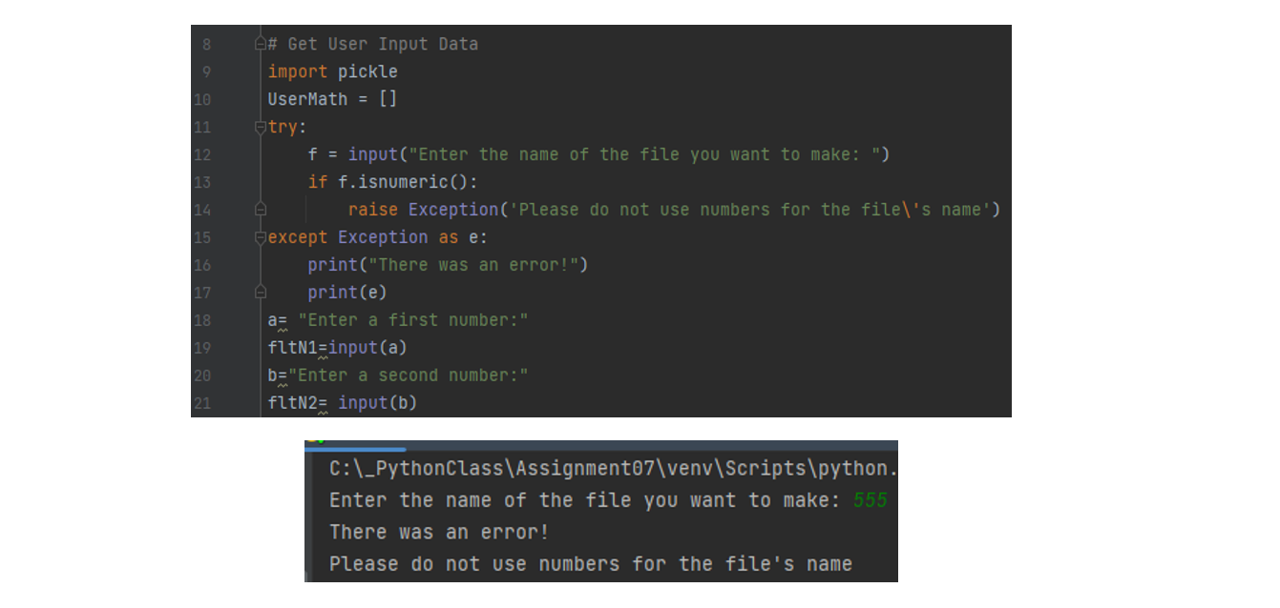 8 # Get User Input Data
9 import pickle
10 UserMath = []
11 try:
12     f = input("Enter the name of the file you want to make: ")
13     if f.isnumeric():
14         raise Exception('Please do not use numbers for the file\'s name')
15 except Exception as e:
16     print("There was an error!")
17     print(e)
18 a= "Enter a first number:"
19 fltN1=input(a)
20 b="Enter a second number:"
21 fltN2= input(b)
C:\_PythonClass\Assignment07\venv\Scripts\python.
Enter the name of the file you want to make: 555
There was an error!
Please do not use numbers for the file's name